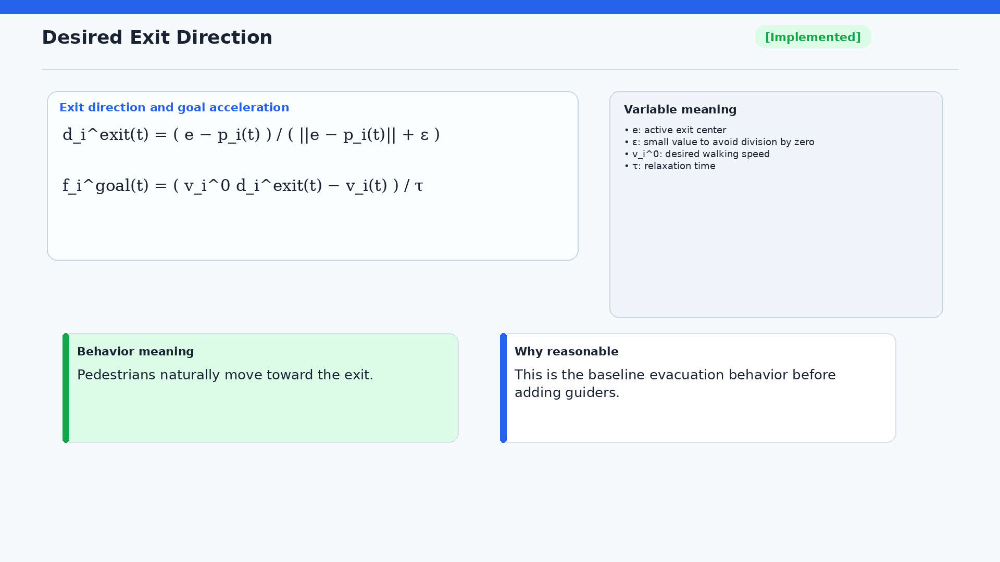 Desired Exit Direction
[Implemented]
Exit direction and goal acceleration
d_i^exit(t) = ( e − p_i(t) ) / ( ||e − p_i(t)|| + ε )
f_i^goal(t) = ( v_i^0 d_i^exit(t) − v_i(t) ) / τ
Variable meaning
• e: active exit center
• ε: small value to avoid division by zero
• v_i^0: desired walking speed
• τ: relaxation time
Behavior meaning
Pedestrians naturally move toward the exit.
Why reasonable
This is the baseline evacuation behavior before
adding guiders.